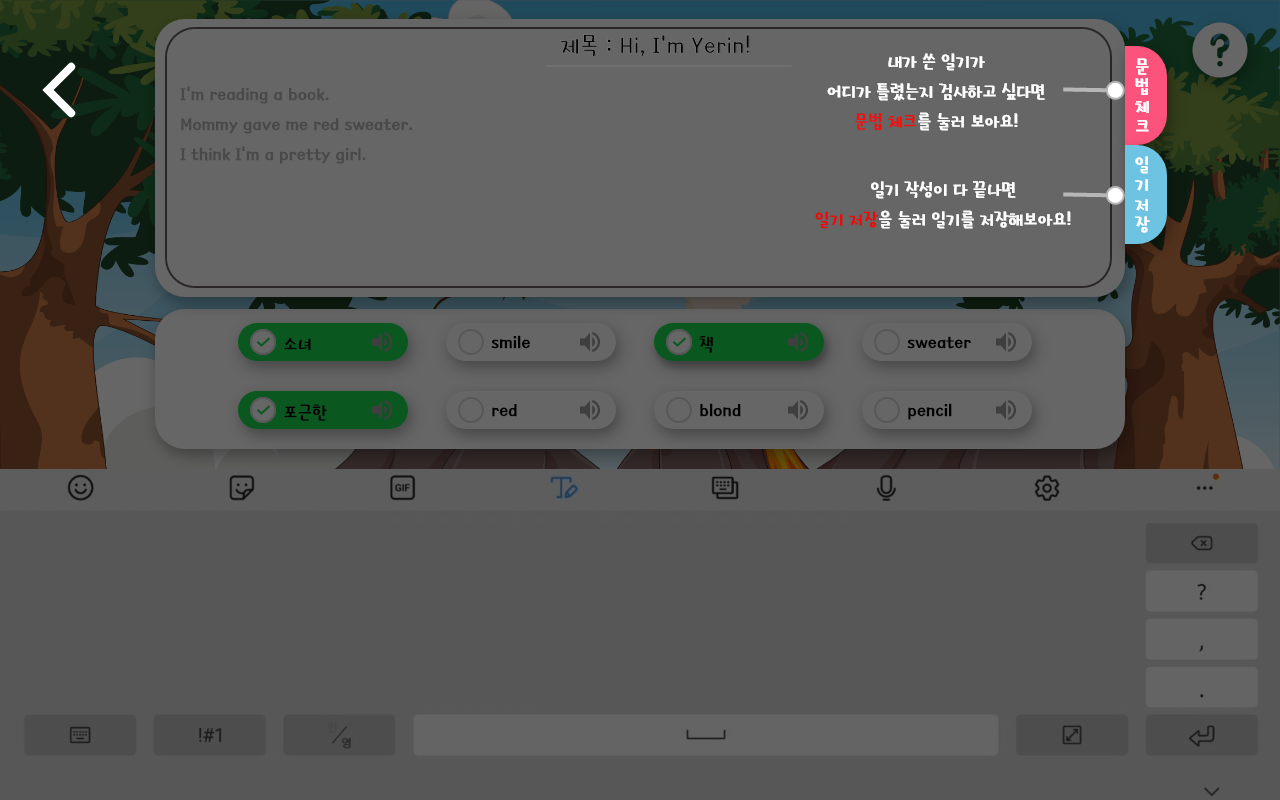 제목 : Hi, I'm Yerin!
I'm reading a book.
Mommy gave me red sweater.
I think I'm a pretty girl.
내가 쓴 일기가
어디가 틀렸는지 검사하고 싶다면
문법 체크를 눌러 보아요!
일기 작성이 다 끝나면
일기 저장을 눌러 일기를 저장해보아요!
?
문법체크
일기저장
소녀
smile
책
sweater
포근한
red
blond
pencil
GIF
?
,
.
!#1
영